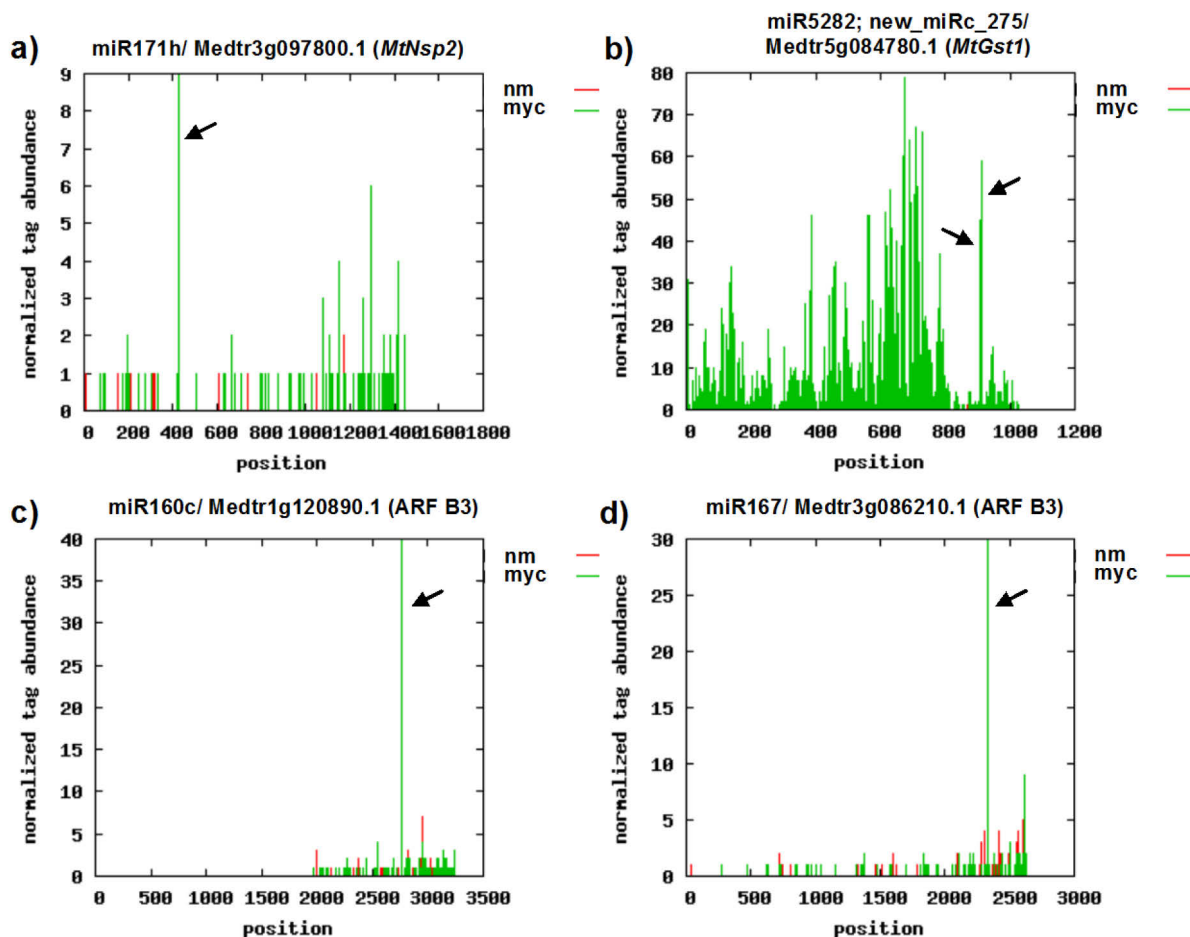 a) miR171h/ Medtr3g097800.1 (MtNsp2)
9
8
7
6
5
4
3
2
1
0
normalized tag abundance
0 200 400 600 800 1000 1200 1400 1600 1800
position
nm
myc
b) miR5282; new_miRc_275/
Medtr5g084780.1 (MtGst1)
80
70
60
50
40
30
20
10
0
normalized tag abundance
0 200 400 600 800 1000 1200
position
nm
myc
c) miR160c/ Medtr1g120890.1 (ARF B3)
40
35
30
25
20
15
10
5
0
normalized tag abundance
0 500 1000 1500 2000 2500 3000 3500
position
nm
myc
d) miR167/ Medtr3g086210.1 (ARF B3)
30
25
20
15
10
5
0
normalized tag abundance
0 500 1000 1500 2000 2500 3000
position
nm
myc